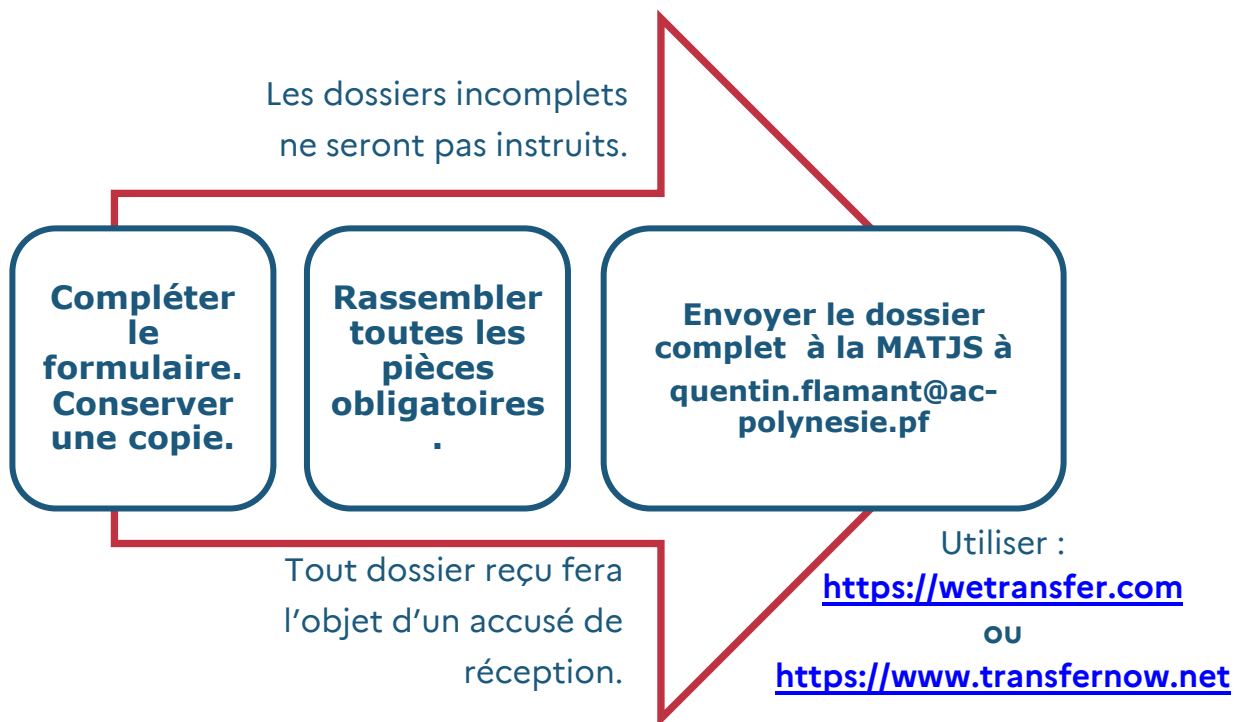 Les dossiers incomplets
ne seront pas instruits.
Compléter
le
formulaire.
Conserver
une copie.
Rassembler
toutes les
pièces
obligatoires
.
Envoyer le dossier
complet à la MATJS à
quentin.flamant@ac-
polynesie.pf
Tout dossier reçu fera
l'objet d'un accusé de
réception.
Utiliser :
https://wetransfer.com
ou
https://www.transfernow.net